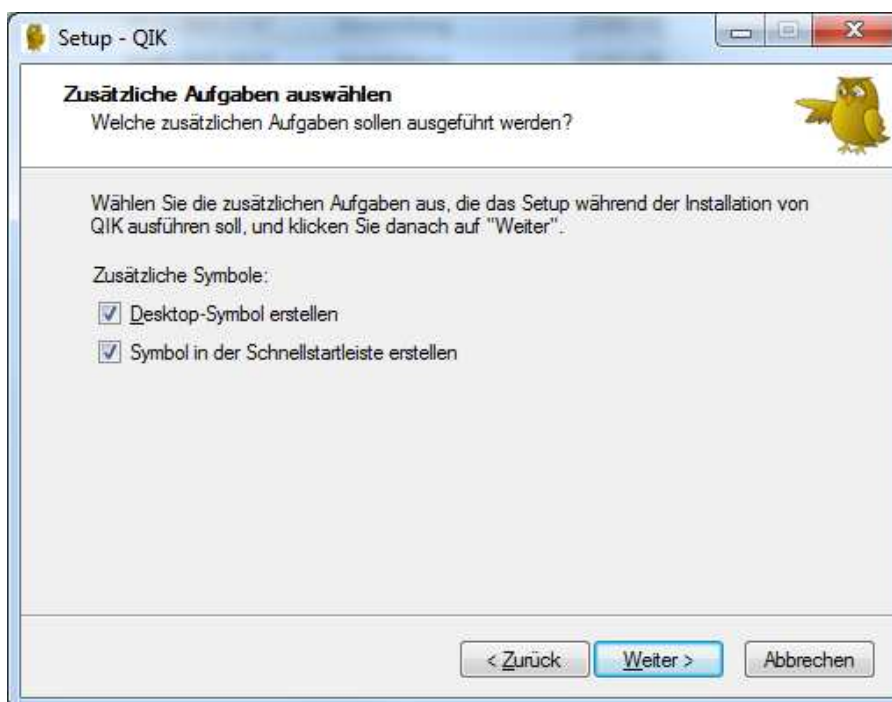 Setup - QIK
Zusätzliche Aufgaben auswählen
Welche zusätzlichen Aufgaben sollen ausgeführt werden?
Wählen Sie die zusätzlichen Aufgaben aus, die das Setup während der Installation von
QIK ausführen soll, und klicken Sie danach auf "Weiter".
Zusätzliche Symbole:
Desktop-Symbol erstellen
Symbol in der Schnellstartleiste erstellen
< Zurück Weiter > Abbrechen